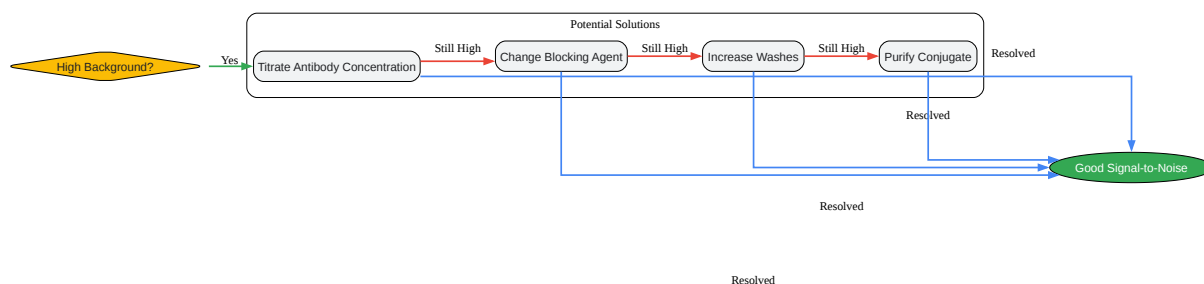 Potential Solutions
High Background?
Yes
Titrate Antibody Concentration
Still High
Change Blocking Agent
Still High
Increase Washes
Still High
Purify Conjugate
Resolved
Resolved
Good Signal-to-Noise
Resolved
Resolved